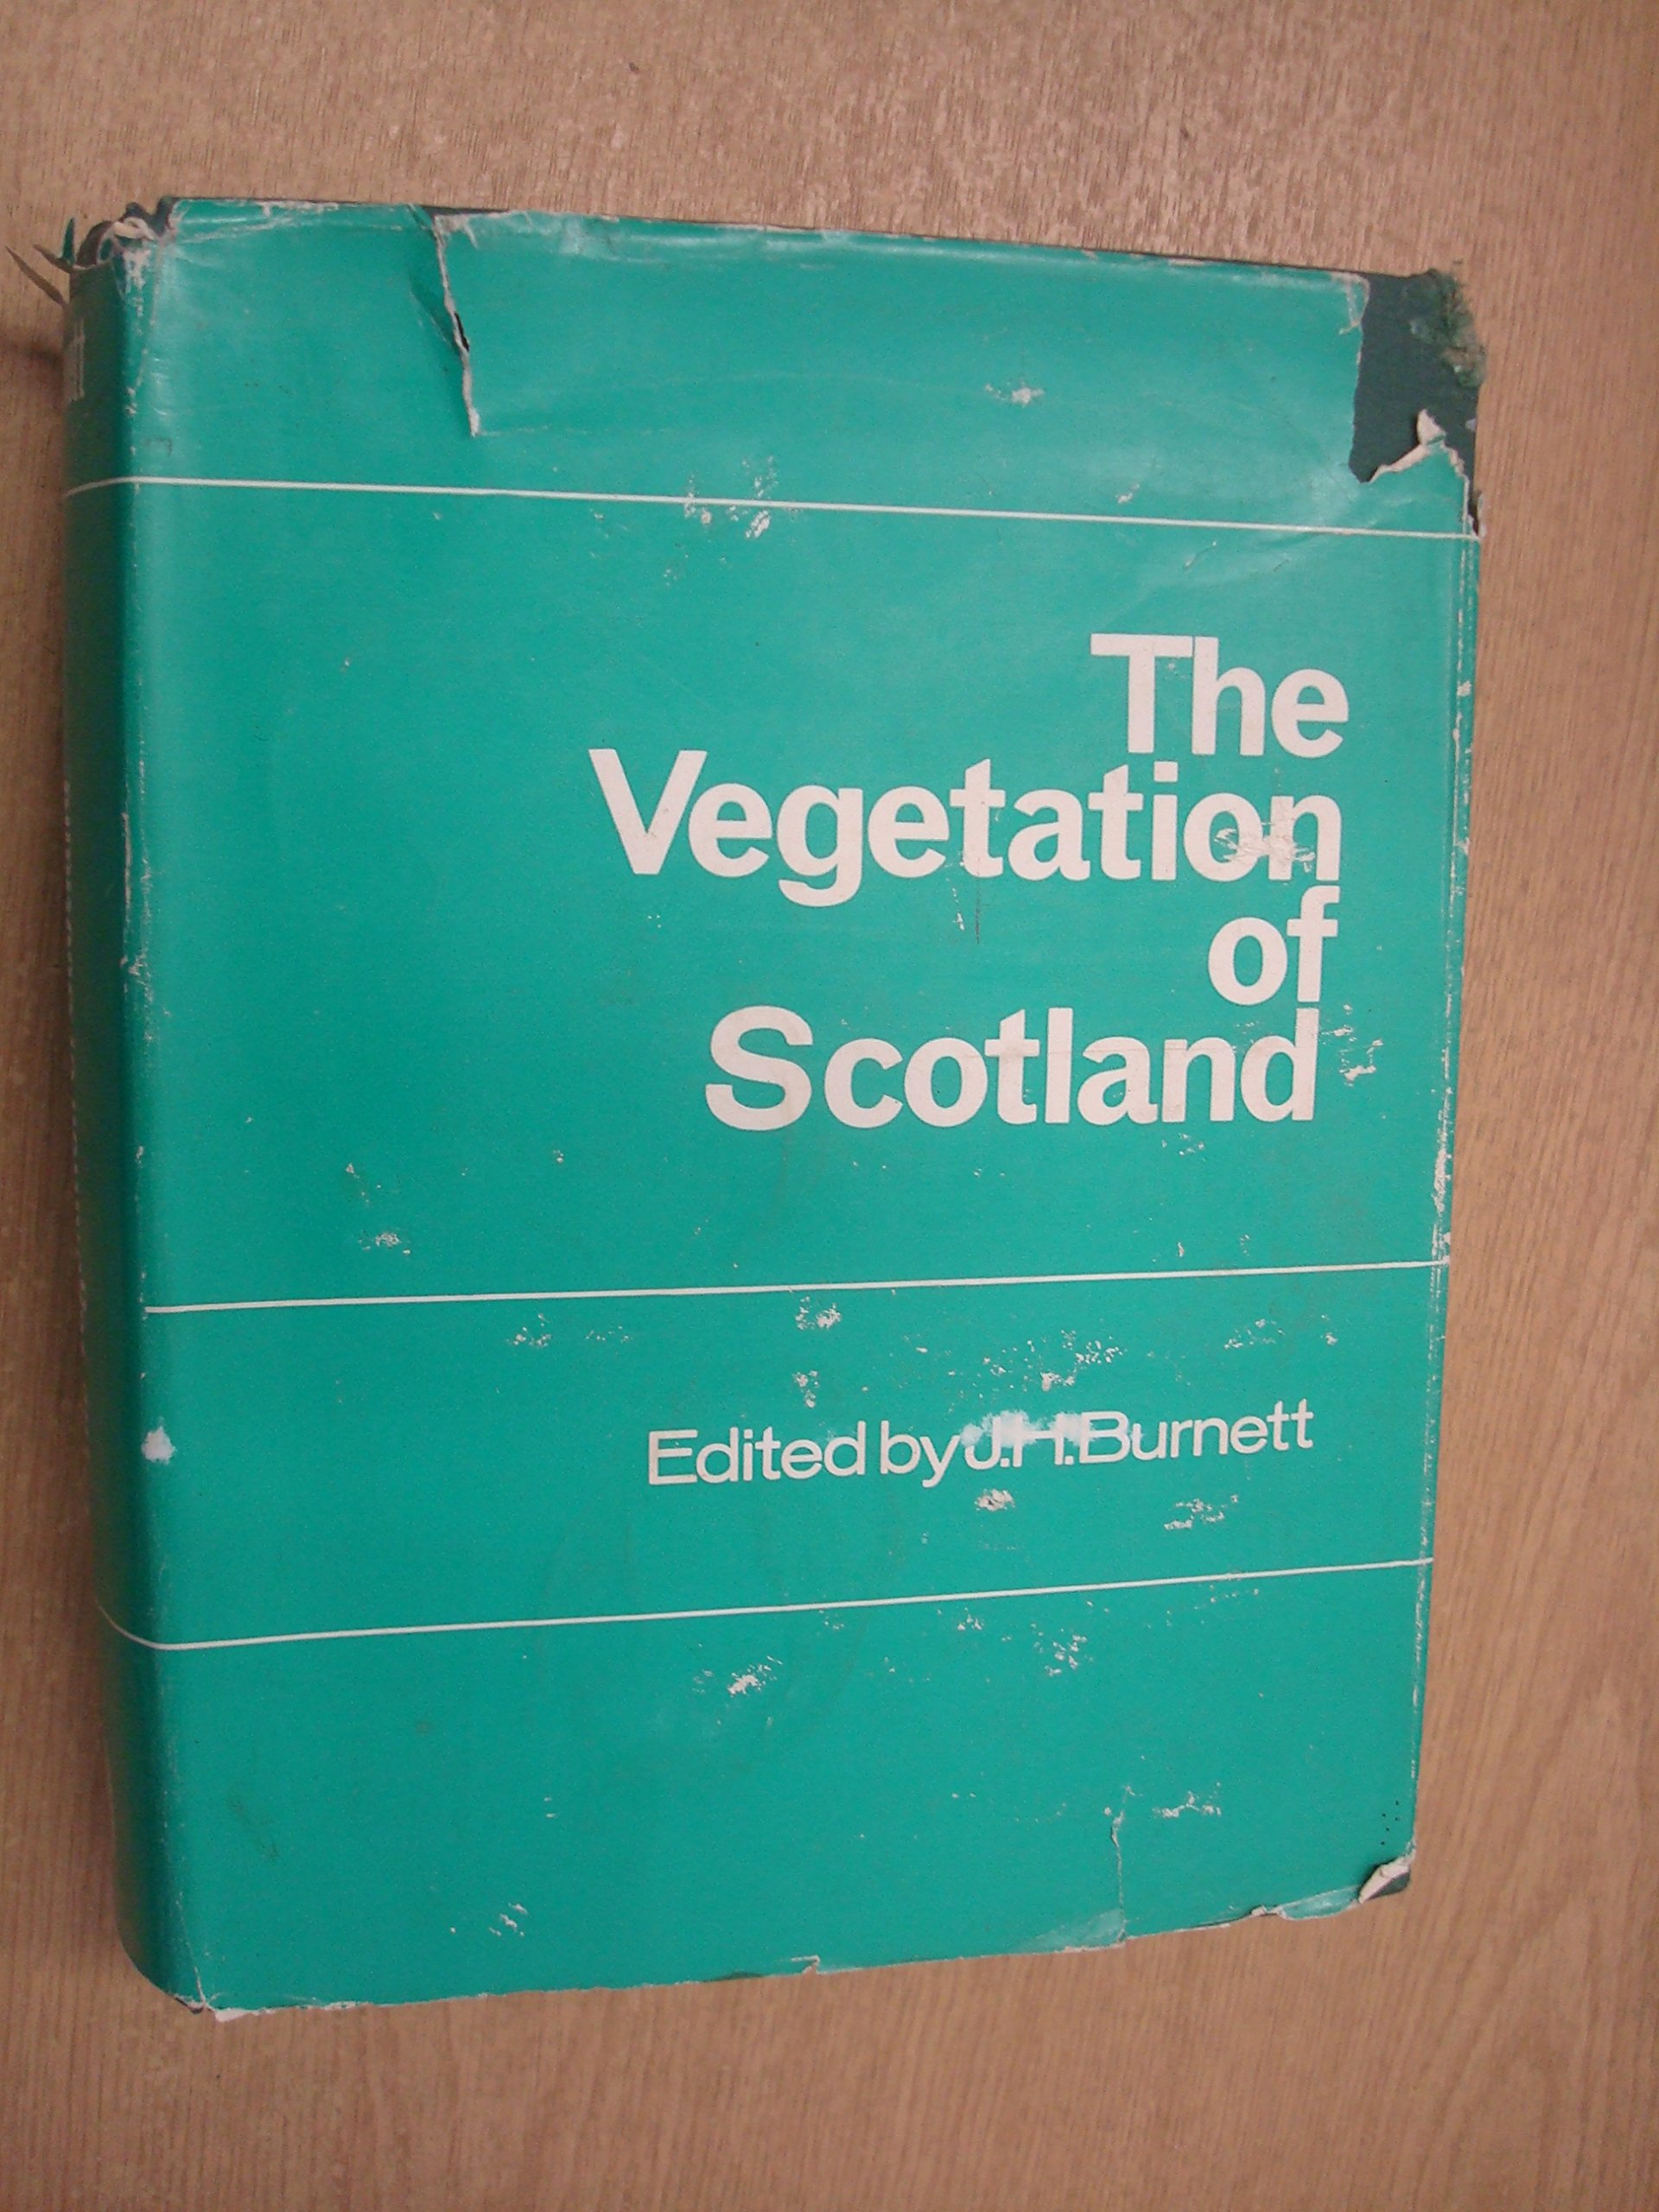 The
Vegetation
of
Scotland
Edited by J.H. Burnett